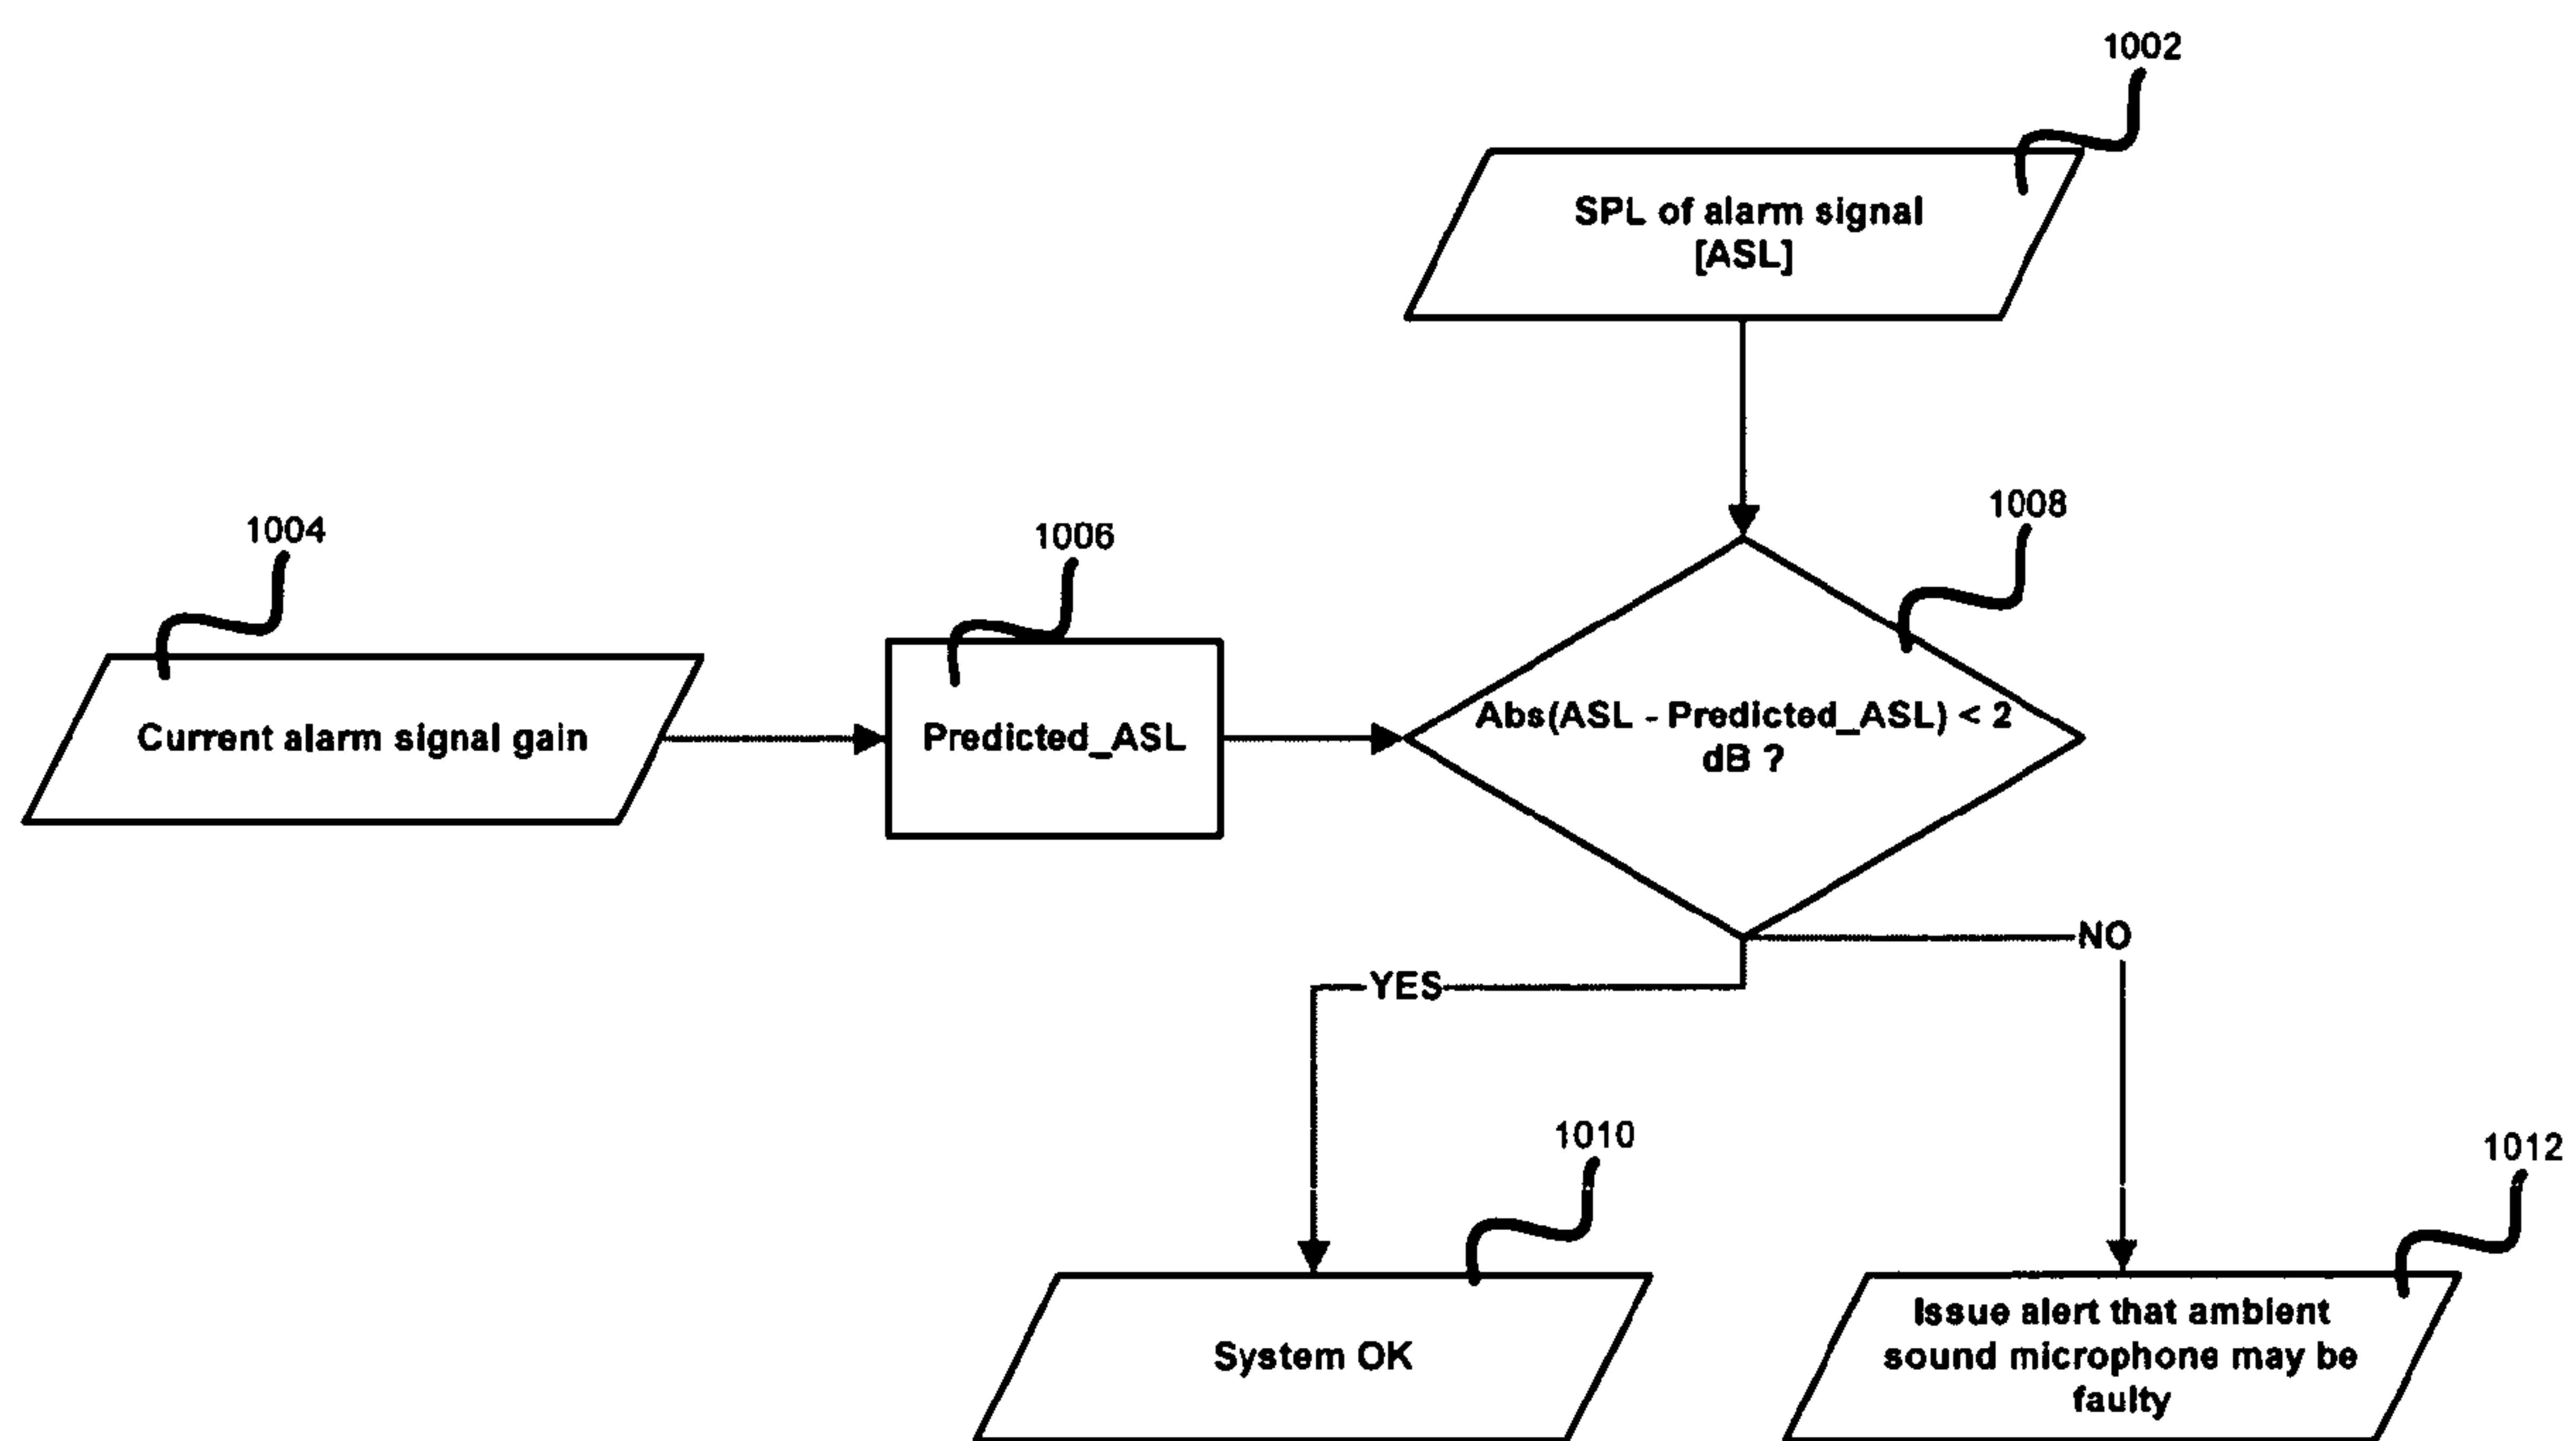 1002
SPL of alarm signal
[ASL]
1008
1004
1006
Current alarm signal gain
Predicted_ASL
Abs(ASL - Predicted_ASL) < 2
dB ?
NO
YES
1010
1012
System OK
Issue alert that ambient
sound microphone may be
faulty